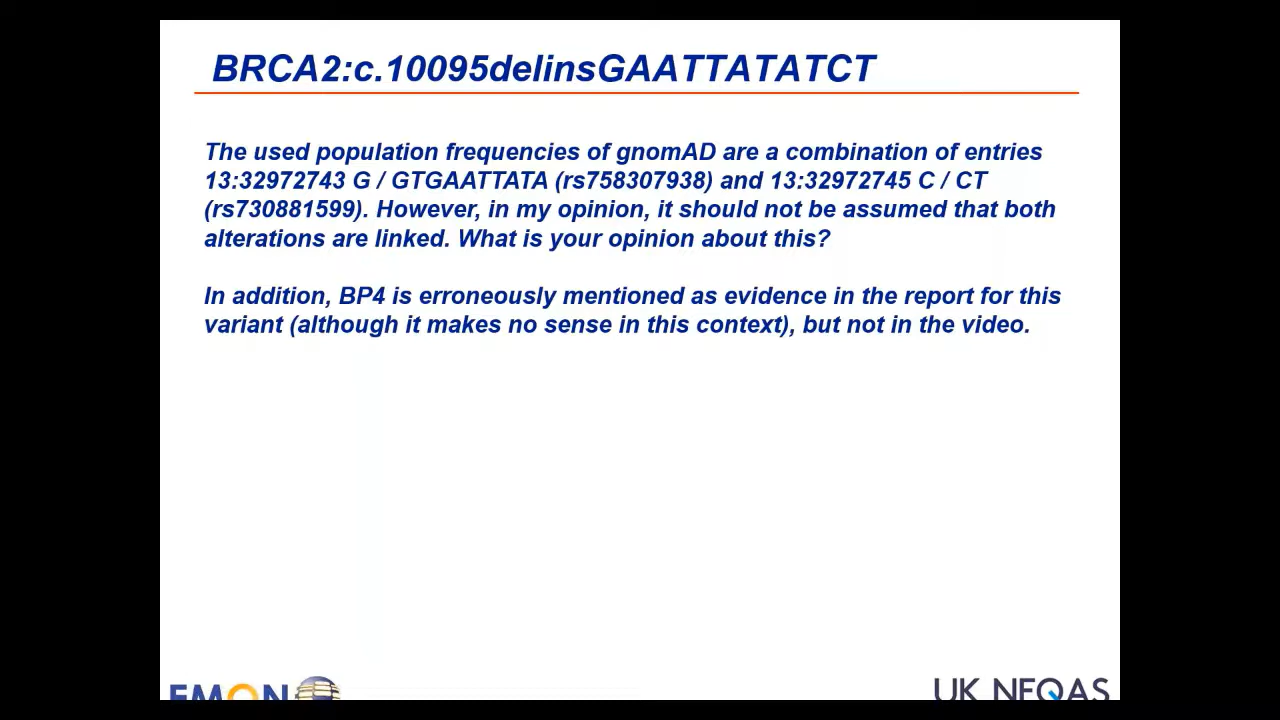 BRCA2:c.10095delinsGAATTATATCT
The used population frequencies of gnomAD are a combination of entries
13:32972743 G / GTGAATTATA (rs758307938) and 13:32972745 C / CT
(rs730881599). However, in my opinion, it should not be assumed that both
alterations are linked. What is your opinion about this?
In addition, BP4 is erroneously mentioned as evidence in the report for this
variant (although it makes no sense in this context), but not in the video.
EMQN
UK NEQAS